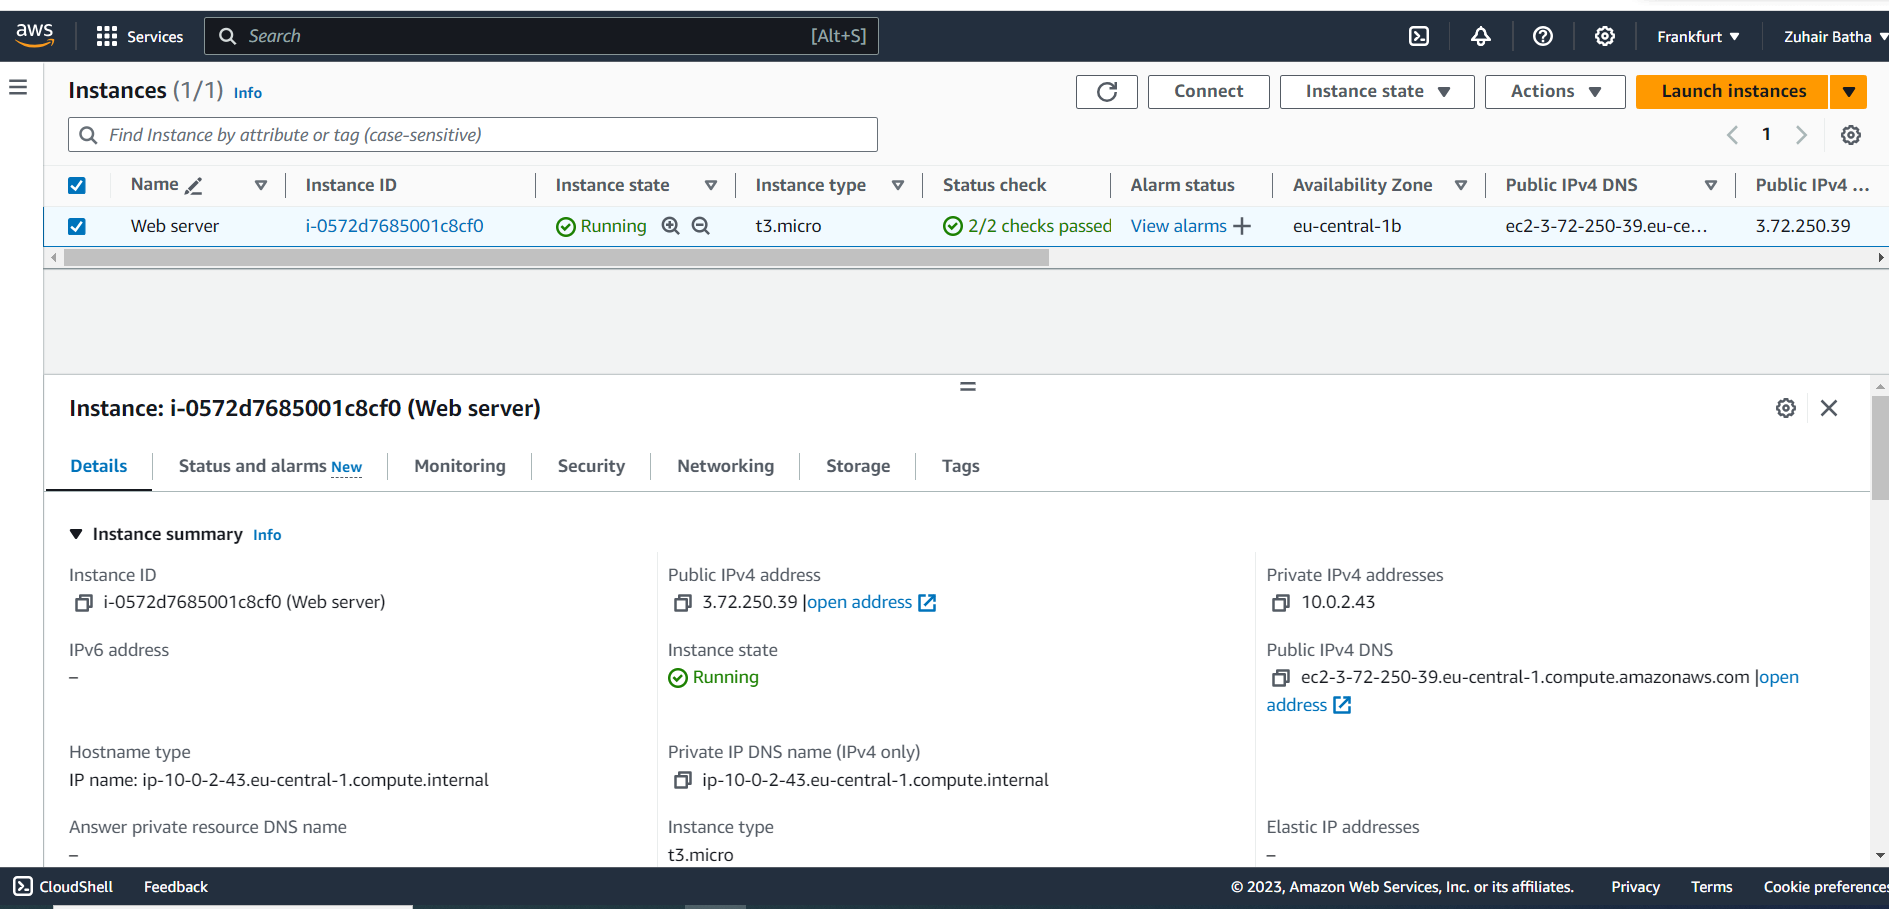 aws Services Search [Alt+S] Frankfurt Zuhair Batha
Instances (1/1) Info Connect Instance state Actions Launch instances
Find Instance by attribute or tag (case-sensitive) 1
Name Instance ID Instance state Instance type Status check Alarm status Availability Zone Public IPv4 DNS Public IPv4 ...
Web server i-0572d7685001c8cf0 Running t3.micro 2/2 checks passed View alarms + eu-central-1b ec2-3-72-250-39.eu-ce... 3.72.250.39
Instance: i-0572d7685001c8cf0 (Web server)
Details Status and alarms New Monitoring Security Networking Storage Tags
Instance summary Info
Instance ID
i-0572d7685001c8cf0 (Web server)
Public IPv4 address
3.72.250.39 |open address
Private IPv4 addresses
10.0.2.43
IPv6 address
–
Instance state
Running
Public IPv4 DNS
ec2-3-72-250-39.eu-central-1.compute.amazonaws.com |open
address
Hostname type
IP name: ip-10-0-2-43.eu-central-1.compute.internal
Private IP DNS name (IPv4 only)
ip-10-0-2-43.eu-central-1.compute.internal
Answer private resource DNS name
–
Instance type
t3.micro
Elastic IP addresses
–
CloudShell Feedback © 2023, Amazon Web Services, Inc. or its affiliates. Privacy Terms Cookie preferences